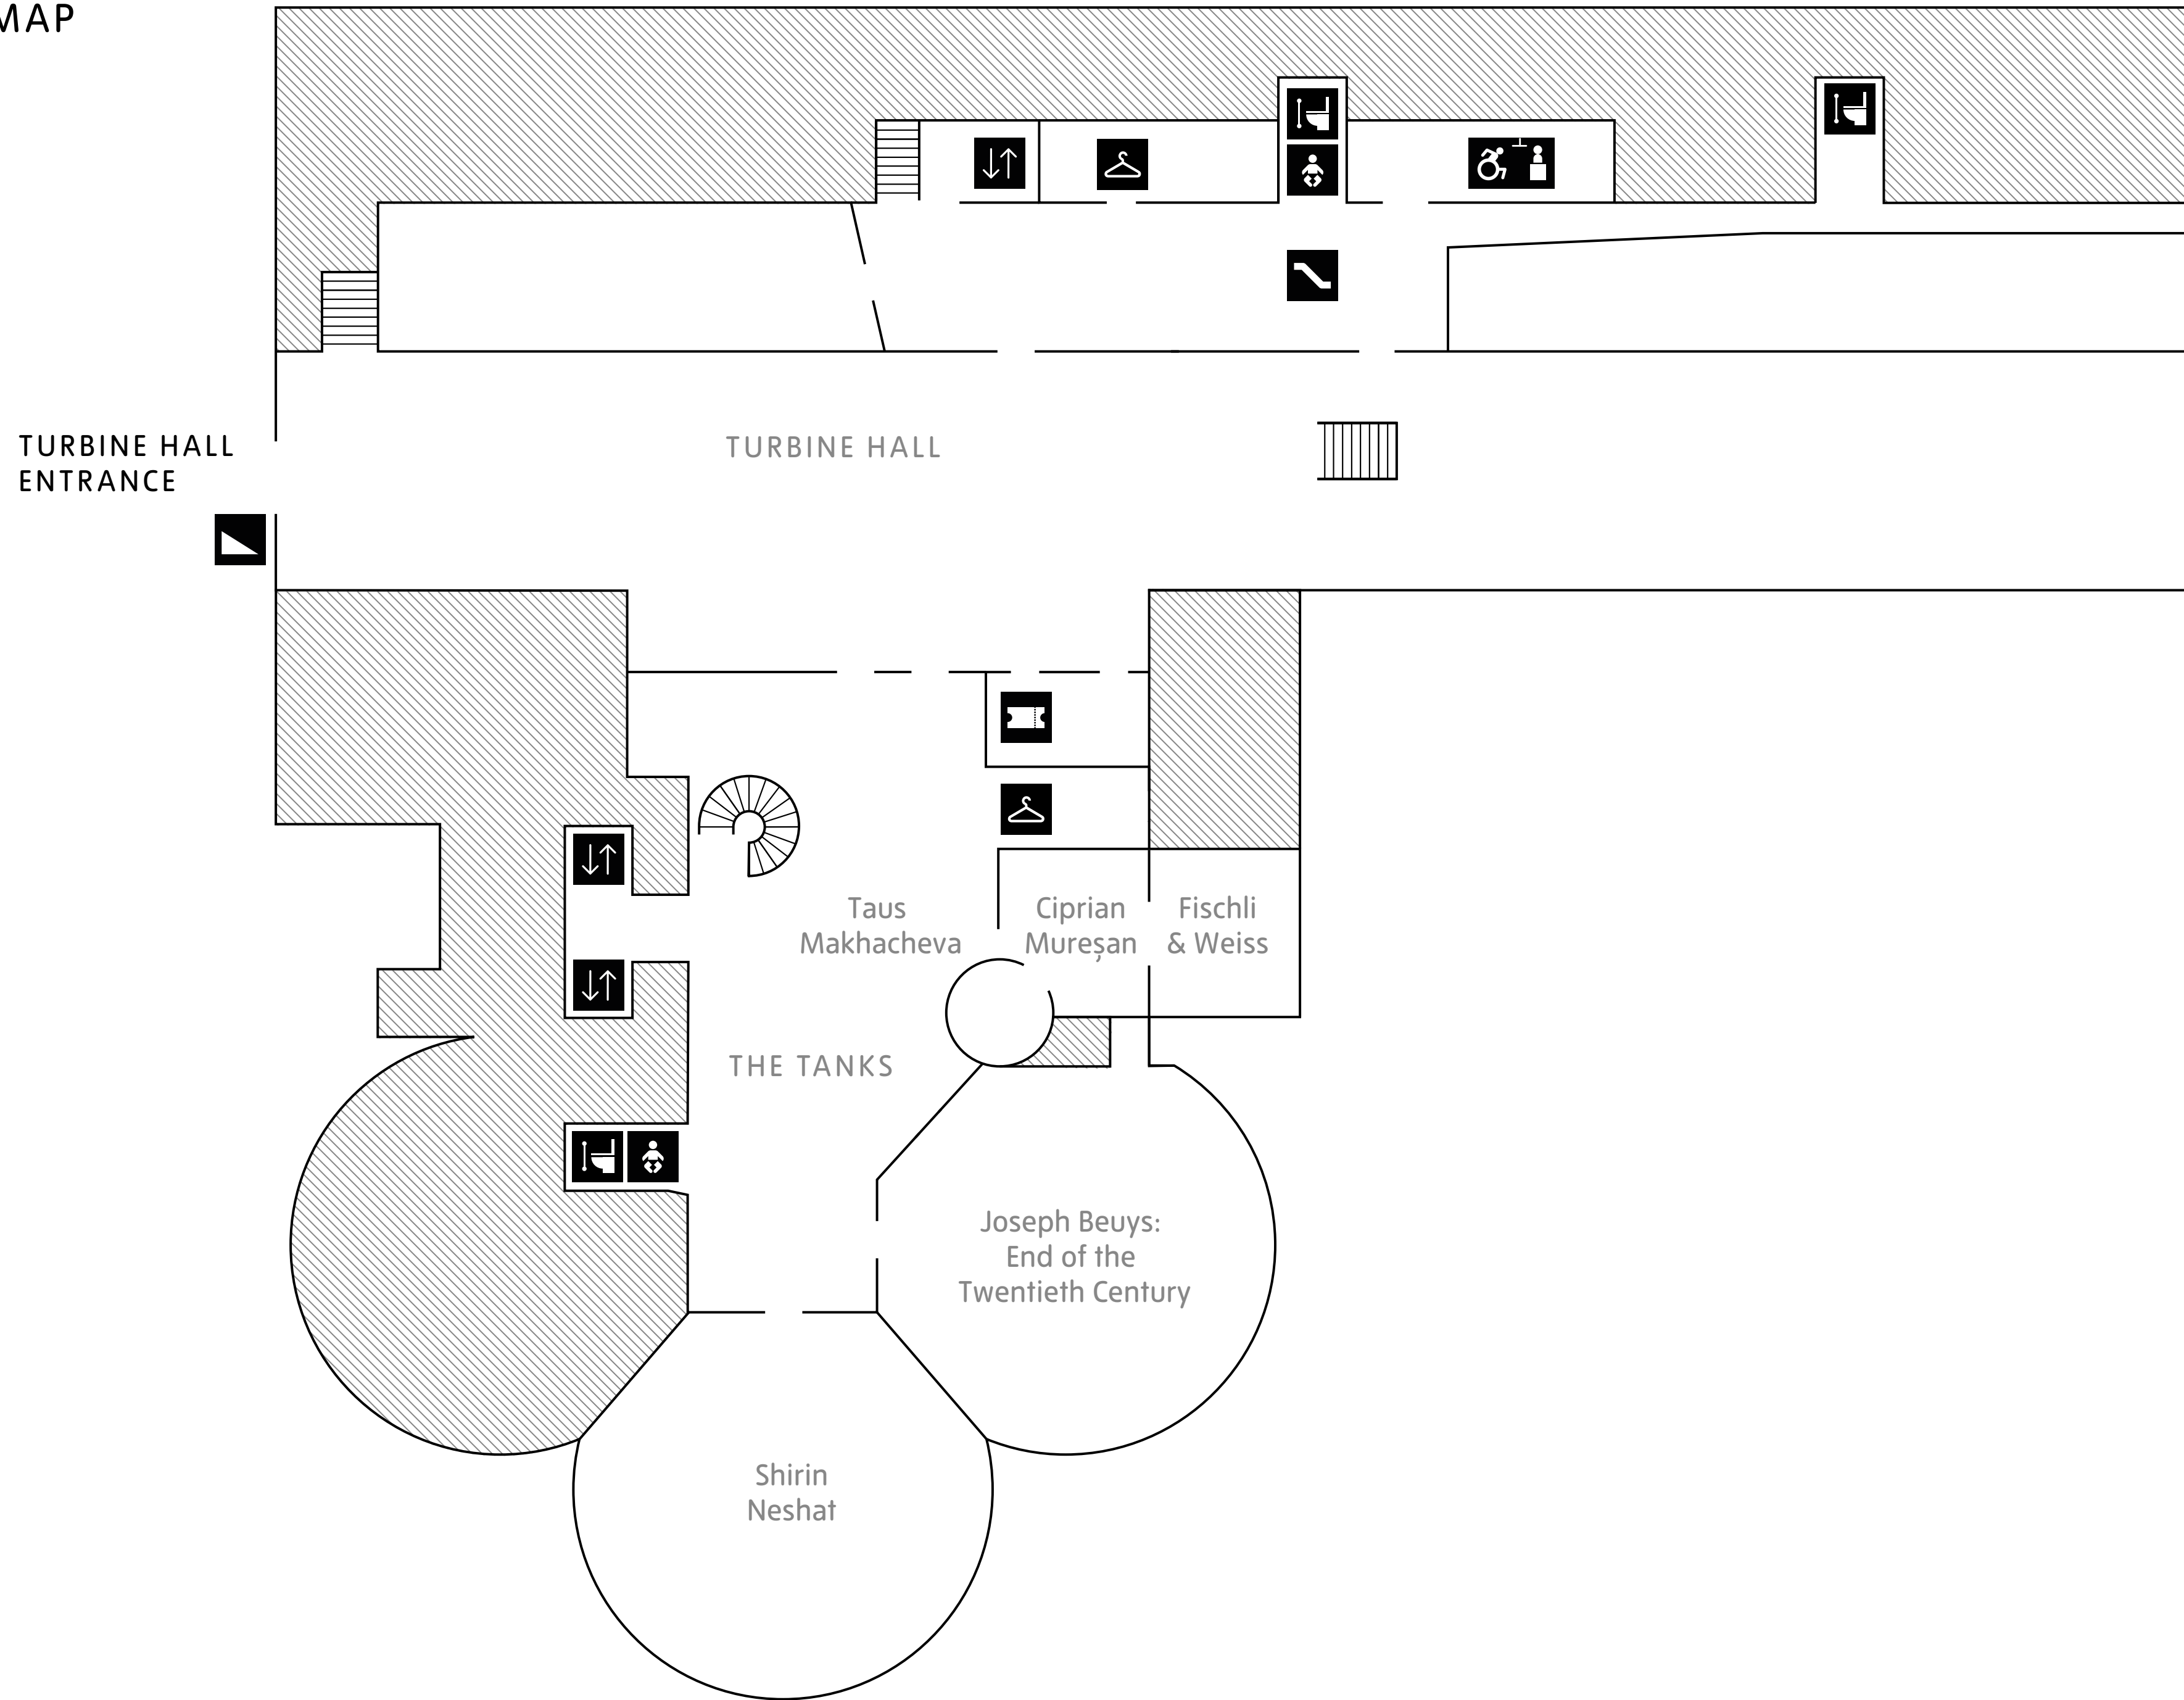 MAP
TURBINE HALL
ENTRANCE
TURBINE HALL
Taus
Makhacheva
Ciprian
Mureșan
Fischli
& Weiss
THE TANKS
Joseph Beuys:
End of the
Twentieth Century
Shirin
Neshat